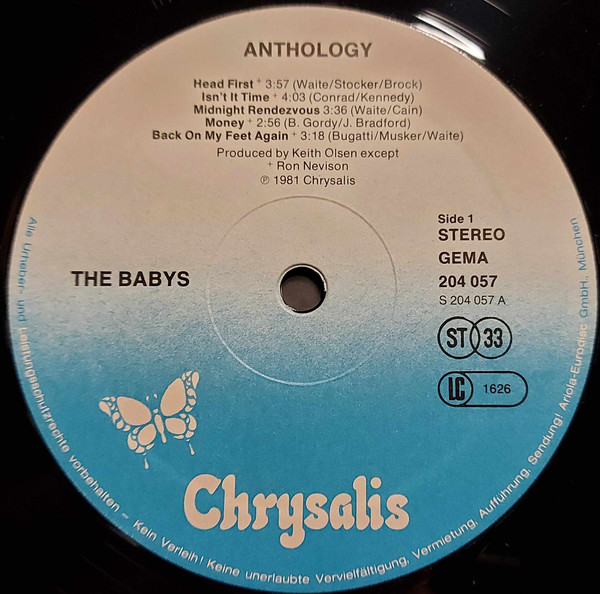 ANTHOLOGY
Head First + 3:57 (Waite/Stocker/Brock)
Isn't It Time + 4:03 (Conrad/Kennedy)
Midnight Rendezvous 3:36 (Waite/Cain)
Money + 2:56 (B. Gordy/J. Bradford)
Back On My Feet Again + 3:18 (Bugatti/Musker/Waite)
Produced by Keith Olsen except
+ Ron Nevison
℗ 1981 Chrysalis
THE BABYS
Side 1
STEREO
GEMA
204 057
S 204 057 A
ST 33
LC 1626
Chrysalis
Alle Urheber- und Leistungsschutzrechte vorbehalten – Kein Verleih! Keine unerlaubte Vervielfältigung, Vermietung, Aufführung, Sendung! Ariola-Eurodisc GmbH., München